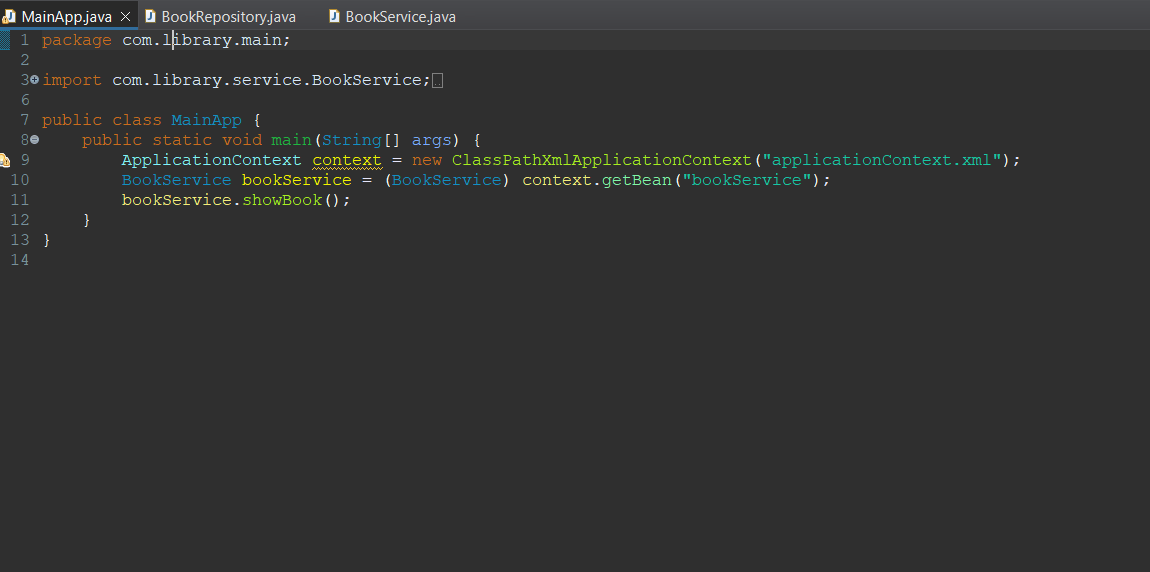 MainApp.java BookRepository.java BookService.java
1 package com.library.main;
2
3 import com.library.service.BookService;
6
7 public class MainApp {
8 public static void main(String[] args) {
9 ApplicationContext context = new ClassPathXmlApplicationContext("applicationContext.xml");
10 BookService bookService = (BookService) context.getBean("bookService");
11 bookService.showBook();
12 }
13 }
14